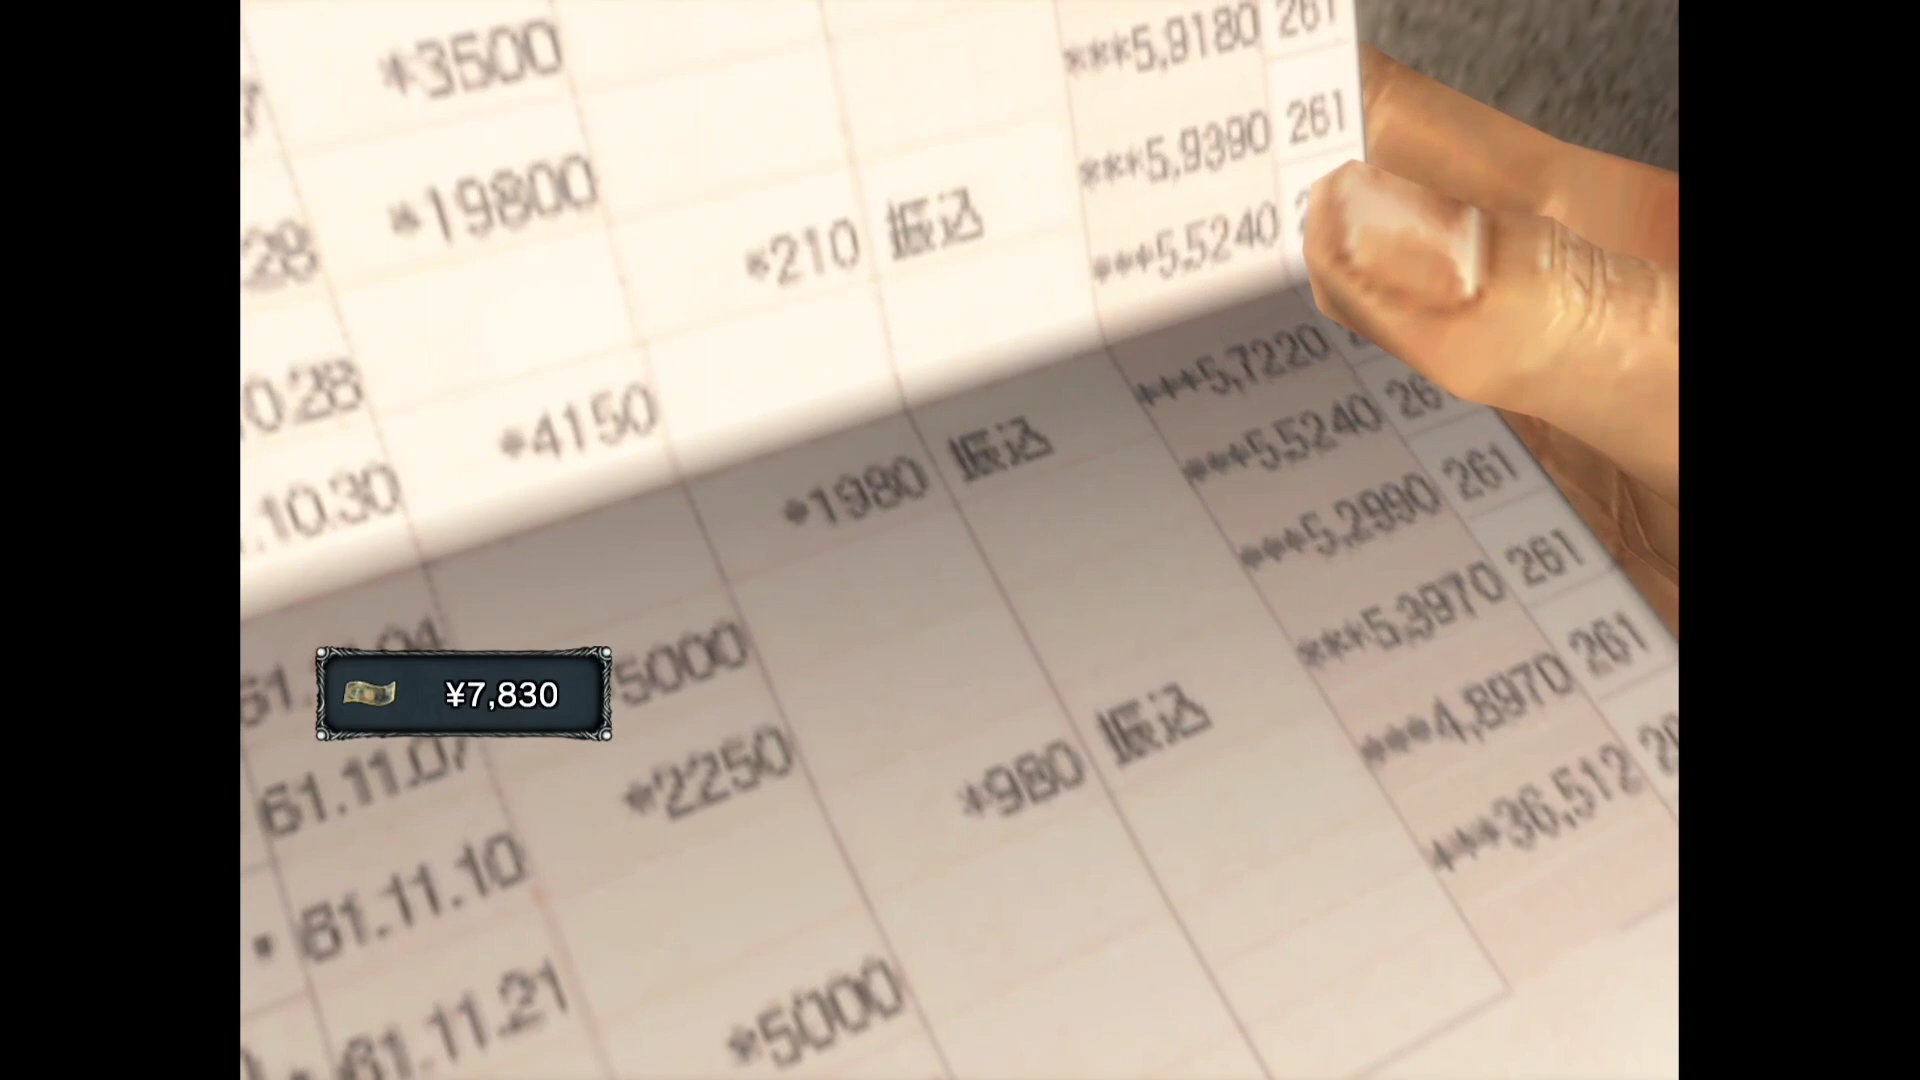 *3500 ***5,9180 261
28 *19800 ***5,9390 261
*210 振込 ***5,5240
0.28 ***5,7220
.10.30 *4150 ***5,5240 26
*1980 振込 ***5,2990 261
***5,3970 261
5000 ***4,8970 261
61.11.07 *2250 ***36,512
*980 振込
61.11.10
61.11.21 *5000
¥7,830